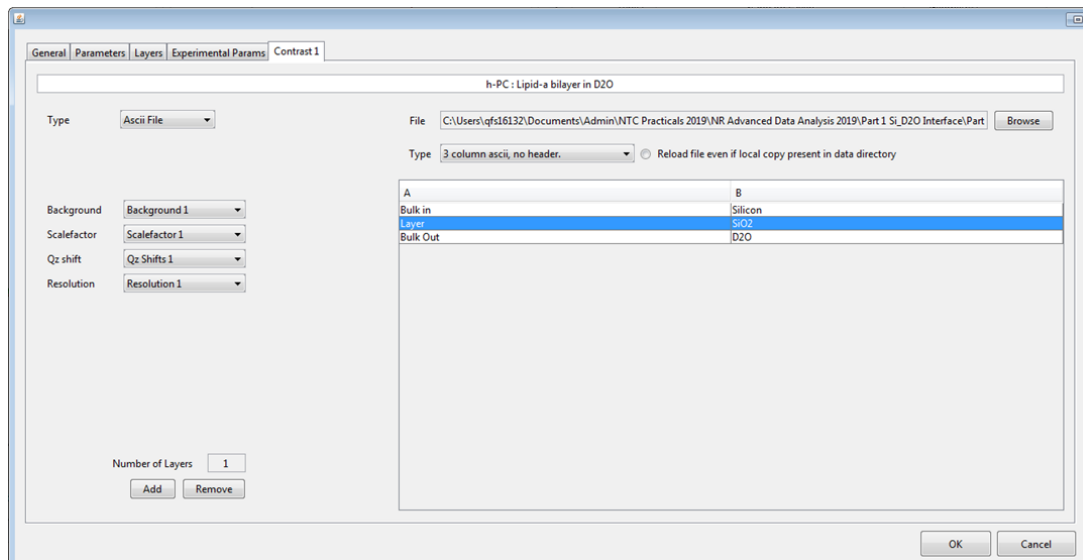 General Parameters Layers Experimental Params Contrast 1
h-PC : Lipid-a bilayer in D2O
Type Ascii File
File C:\Users\qfs16132\Documents\Admin\NTC Practicals 2019\NR Advanced Data Analysis 2019\Part 1 Si_D2O Interface\Part Browse
Type 3 column ascii, no header. Reload file even if local copy present in data directory
A B
Background Background 1
Bulk in Silicon
Layer SiO2
Scalefactor Scalefactor 1
Bulk Out D2O
Qz shift Qz Shifts 1
Resolution Resolution 1
Number of Layers 1
Add Remove
OK Cancel